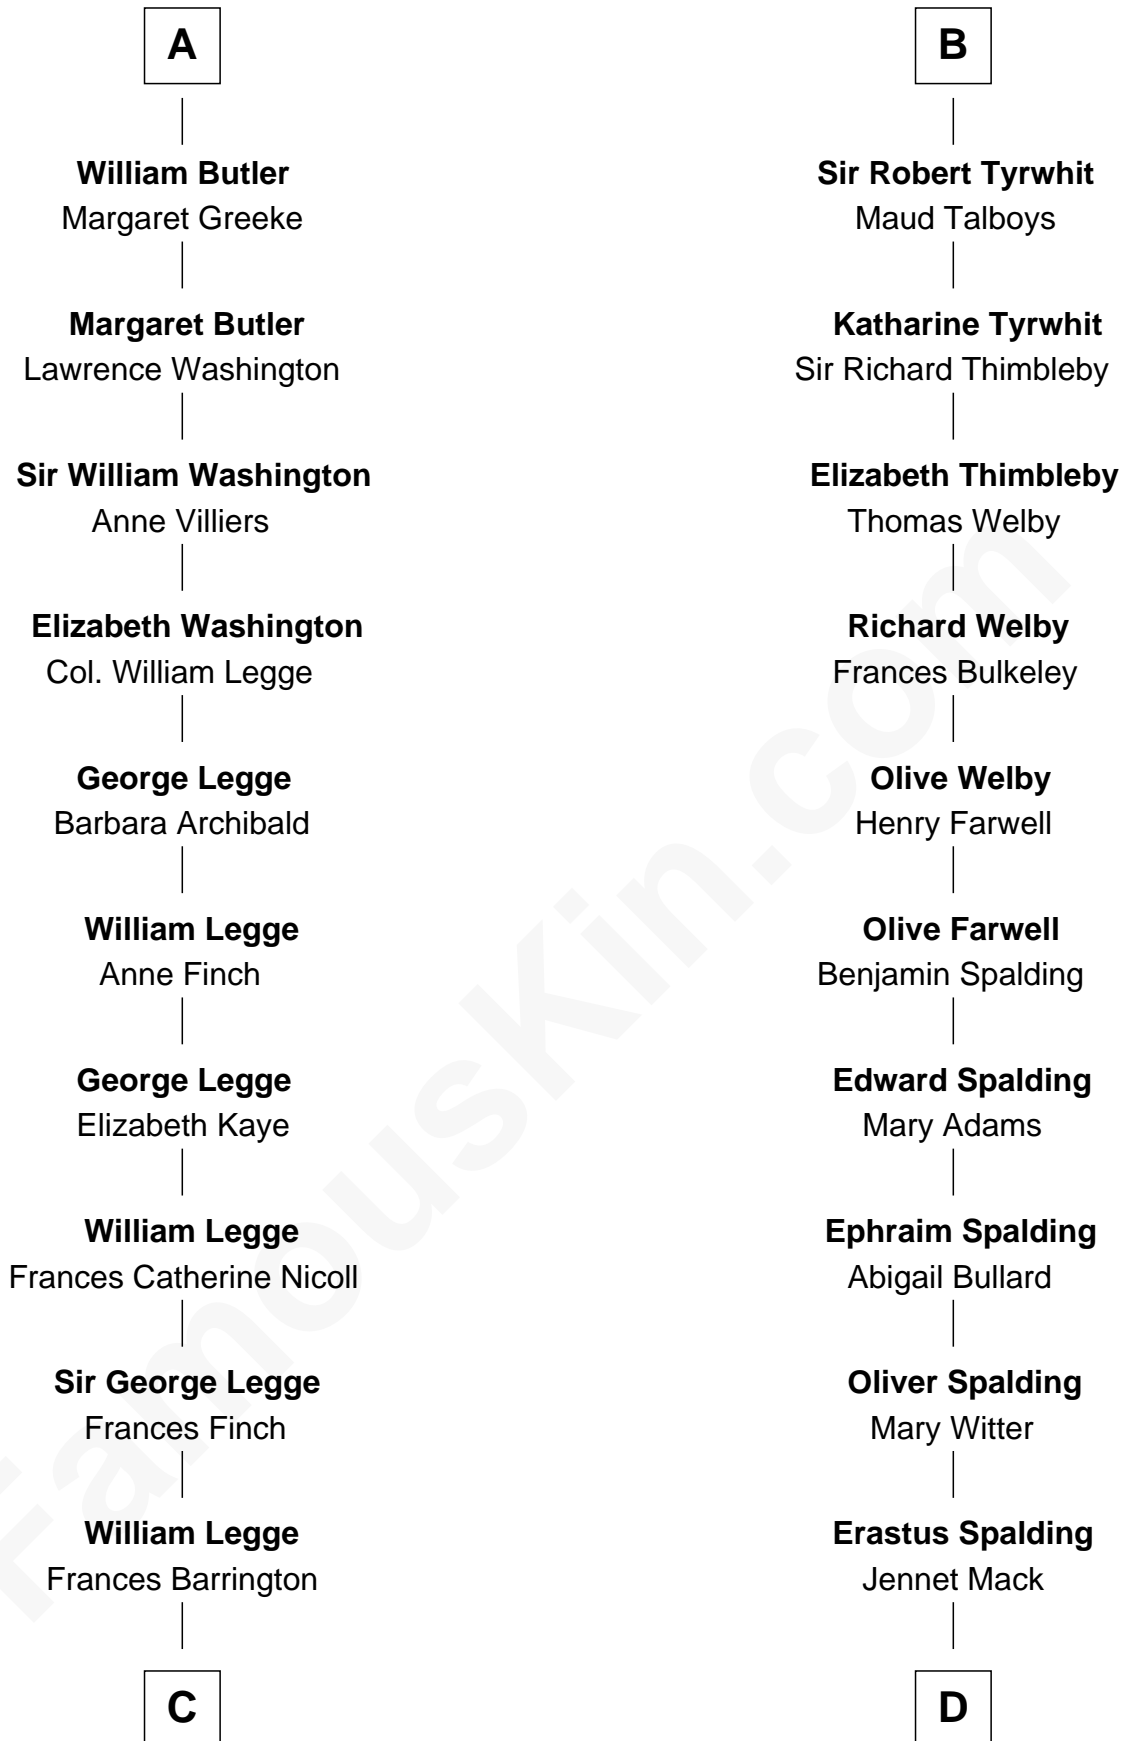 A
William Butler
Margaret Greeke
Margaret Butler
Lawrence Washington
Sir William Washington
Anne Villiers
Elizabeth Washington
Col. William Legge
George Legge
Barbara Archibald
William Legge
Anne Finch
George Legge
Elizabeth Kaye
William Legge
Frances Catherine Nicoll
Sir George Legge
Frances Finch
William Legge
Frances Barrington
C
B
Sir Robert Tyrwhit
Maud Talboys
Katharine Tyrwhit
Sir Richard Thimbleby
Elizabeth Thimbleby
Thomas Welby
Richard Welby
Frances Bulkeley
Olive Welby
Henry Farwell
Olive Farwell
Benjamin Spalding
Edward Spalding
Mary Adams
Ephraim Spalding
Abigail Bullard
Oliver Spalding
Mary Witter
Erastus Spalding
Jennet Mack
D
FamousKin.com